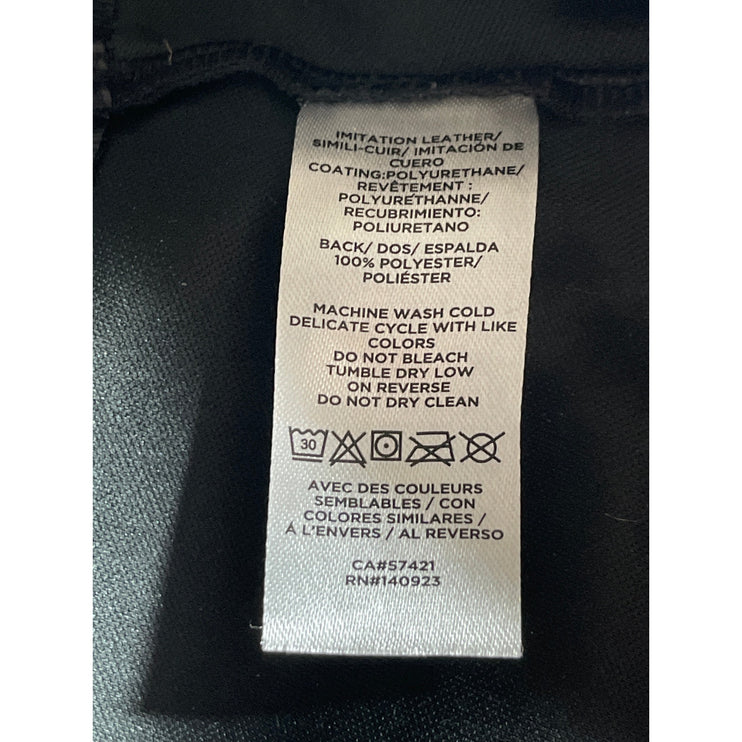 IMITATION LEATHER/
SIMILI-CUIR/ IMITACIÓN DE
CUERO
COATING:POLYURETHANE/
REVÊTEMENT :
POLYURÉTHANNE/
RECUBRIMIENTO:
POLIURETANO
BACK/ DOS/ ESPALDA
100% POLYESTER/
POLIÉSTER
MACHINE WASH COLD
DELICATE CYCLE WITH LIKE
COLORS
DO NOT BLEACH
TUMBLE DRY LOW
ON REVERSE
DO NOT DRY CLEAN
30
AVEC DES COULEURS
SEMBLABLES / CON
COLORES SIMILARES /
À L'ENVERS / AL REVERSO
CA#57421
RN#140923